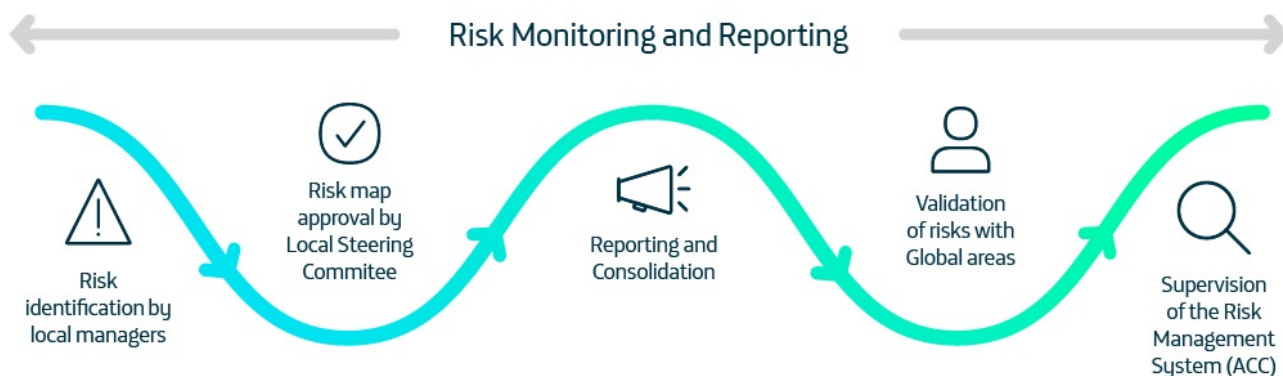 Risk Monitoring and Reporting
Risk
identification by
local managers
Risk map
approval by
Local Steering
Commitee
Reporting and
Consolidation
Validation
of risks with
Global areas
Supervision
of the Risk
Management
System (ACC)